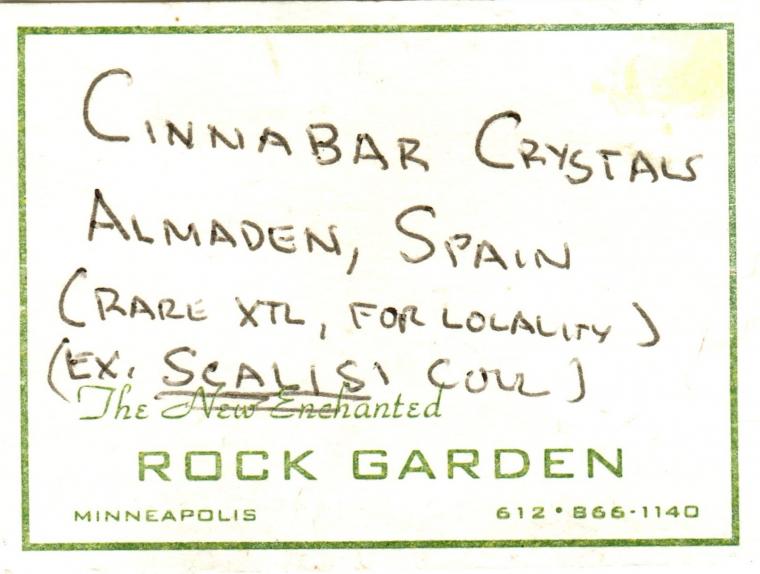 CINNABAR CRYSTALS
ALMADEN, SPAIN
(RARE XTL, FOR LOCALITY)
(EX. SCALISI COLL)
The New Enchanted
ROCK GARDEN
MINNEAPOLIS 612•866-1140